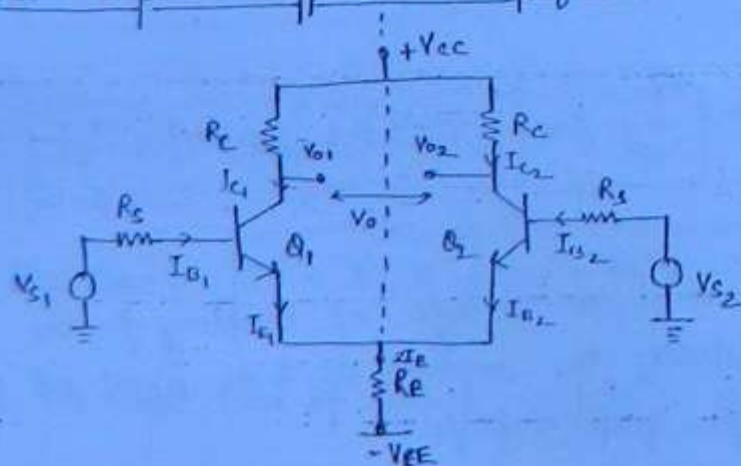 +Vcc
Rc
Rc
Vo1
Vo2
Ic1
Ic2
Vo
Rs
Rs
Q1
Q2
IB1
IB2
VS1
VS2
IE1
IE2
2IE
RE
-VEE